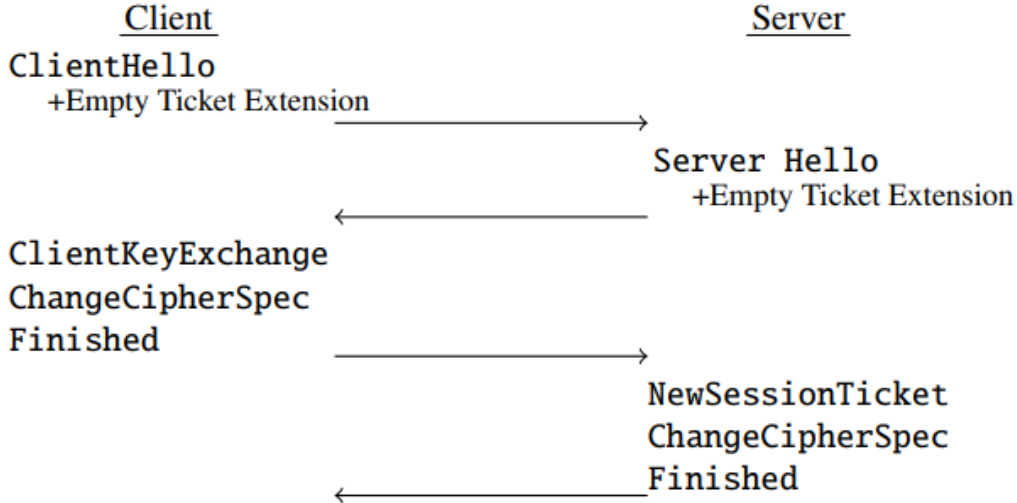 Client
Server
ClientHello
+Empty Ticket Extension
Server Hello
+Empty Ticket Extension
ClientKeyExchange
ChangeCipherSpec
Finished
NewSessionTicket
ChangeCipherSpec
Finished